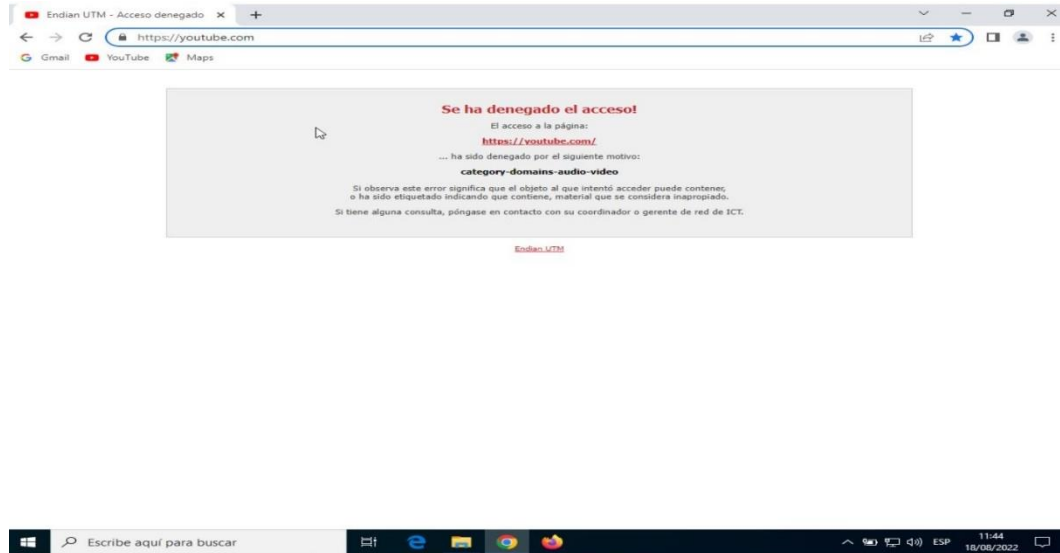 Endian UTM - Acceso denegado
https://youtube.com
Gmail YouTube Maps
Se ha denegado el acceso!
El acceso a la página:
https://youtube.com/
... ha sido denegado por el siguiente motivo:
category-domains-audio-video
Si observa este error significa que el objeto al que intentó acceder puede contener,
o ha sido etiquetado indicando que contiene, material que se considera inapropiado.
Si tiene alguna consulta, póngase en contacto con su coordinador o gerente de red de ICT.
Endian UTM
Escribe aquí para buscar
ESP
11:44
18/08/2022